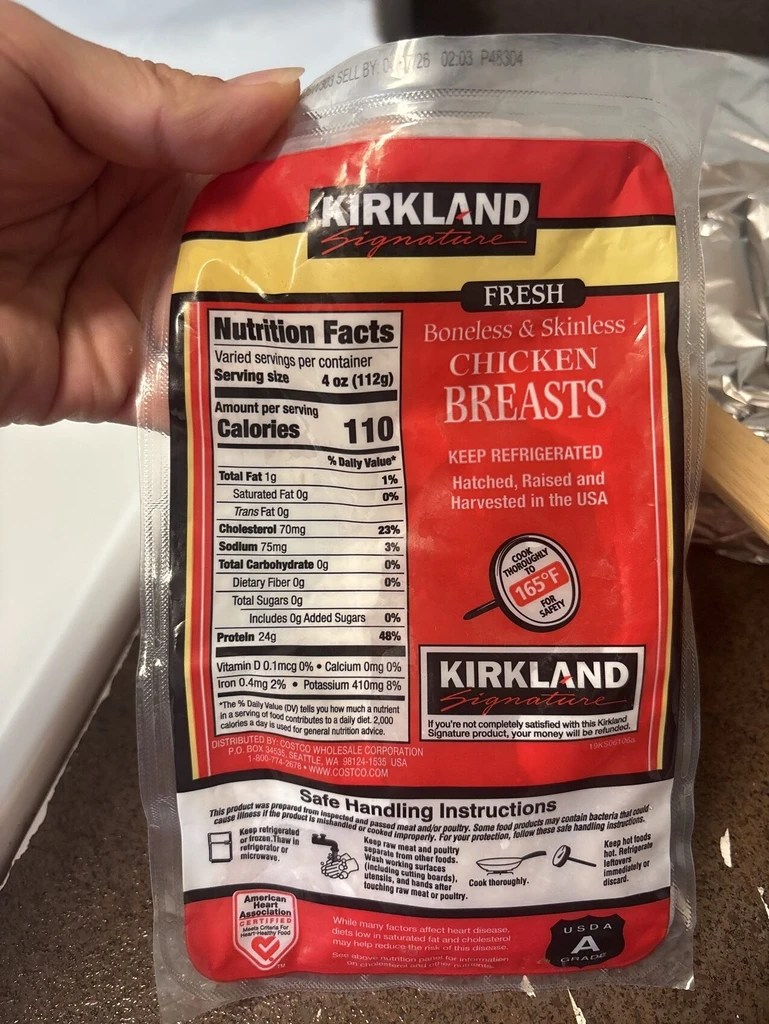 SELL BY. 26 02:03 P48304
KIRKLAND
Signature
FRESH
Boneless & Skinless
CHICKEN
BREASTS
KEEP REFRIGERATED
Hatched, Raised and
Harvested in the USA
COOK
THOROUGHLY
TO
165°F
FOR
SAFETY
KIRKLAND
Signature
If you're not completely satisfied with this Kirkland
Signature product, your money will be refunded.
Nutrition Facts
Varied servings per container
Serving size 4 oz (112g)
Amount per serving
Calories 110
% Daily Value*
Total Fat 1g 1%
Saturated Fat 0g 0%
Trans Fat 0g
Cholesterol 70mg 23%
Sodium 75mg 3%
Total Carbohydrate 0g 0%
Dietary Fiber 0g 0%
Total Sugars 0g
Includes 0g Added Sugars 0%
Protein 24g 48%
Vitamin D 0.1mcg 0% • Calcium 0mg 0%
Iron 0.4mg 2% • Potassium 410mg 8%
*The % Daily Value (DV) tells you how much a nutrient
in a serving of food contributes to a daily diet. 2,000
calories a day is used for general nutrition advice.
DISTRIBUTED BY: COSTCO WHOLESALE CORPORATION
P.O. BOX 34535, SEATTLE, WA 98124-1535 USA
1-800-774-2678 • WWW.COSTCO.COM
Safe Handling Instructions
This product was prepared from inspected and passed meat and/or poultry. Some food products may contain bacteria that could
cause illness if the product is mishandled or cooked improperly. For your protection, follow these safe handling instructions.
Keep refrigerated
or frozen. Thaw in
refrigerator or
microwave.
Keep raw meat and poultry
separate from other foods.
Wash working surfaces
(including cutting boards),
utensils, and hands after
touching raw meat or poultry.
Cook thoroughly.
Keep hot foods
hot. Refrigerate
leftovers
immediately or
discard.
American
Heart
Association
CERTIFIED
Meets Criteria For
Heart-Healthy Food
TM
While many factors affect heart disease,
diets low in saturated fat and cholesterol
may help reduce the risk of this disease.
See above nutrition panel for information
on cholesterol and other nutrients.
USDA
A
GRADE